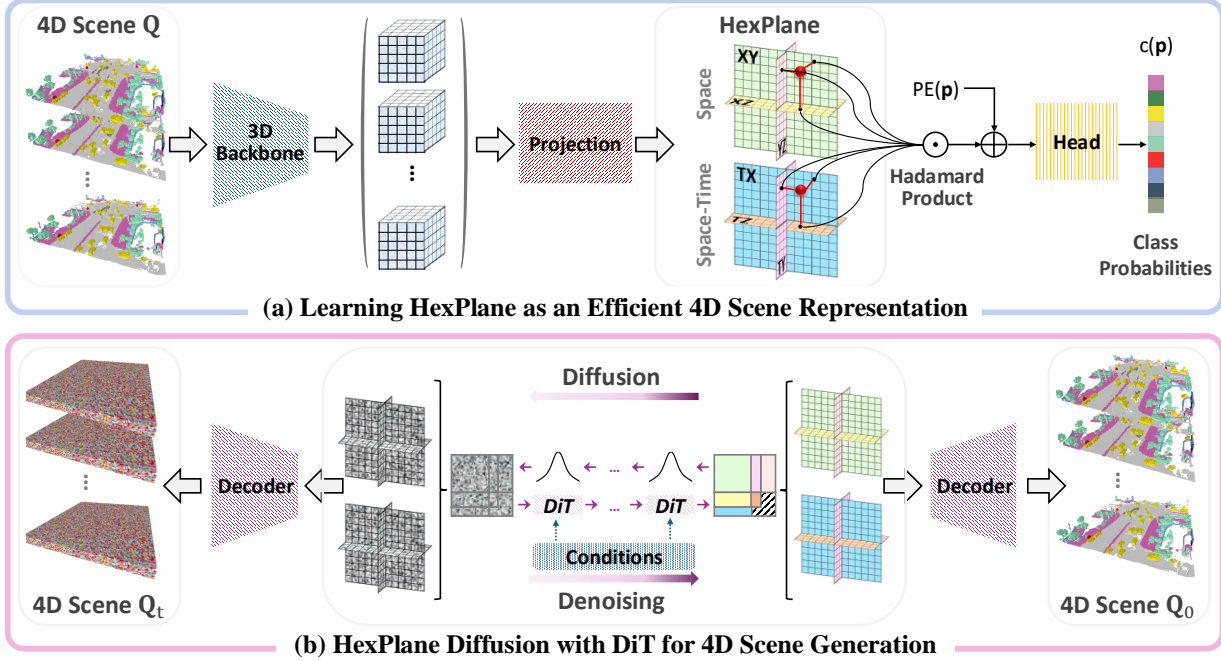 4D Scene Q
3D
Backbone
Projection
HexPlane
Space
XY
XZ
YZ
Space-Time
TX
TZ
TY
Hadamard
Product
PE(p)
Head
c(p)
Class
Probabilities
(a) Learning HexPlane as an Efficient 4D Scene Representation
4D Scene Qt
Decoder
Diffusion
...
DiT
...
DiT
Conditions
Denoising
Decoder
4D Scene Q0
(b) HexPlane Diffusion with DiT for 4D Scene Generation